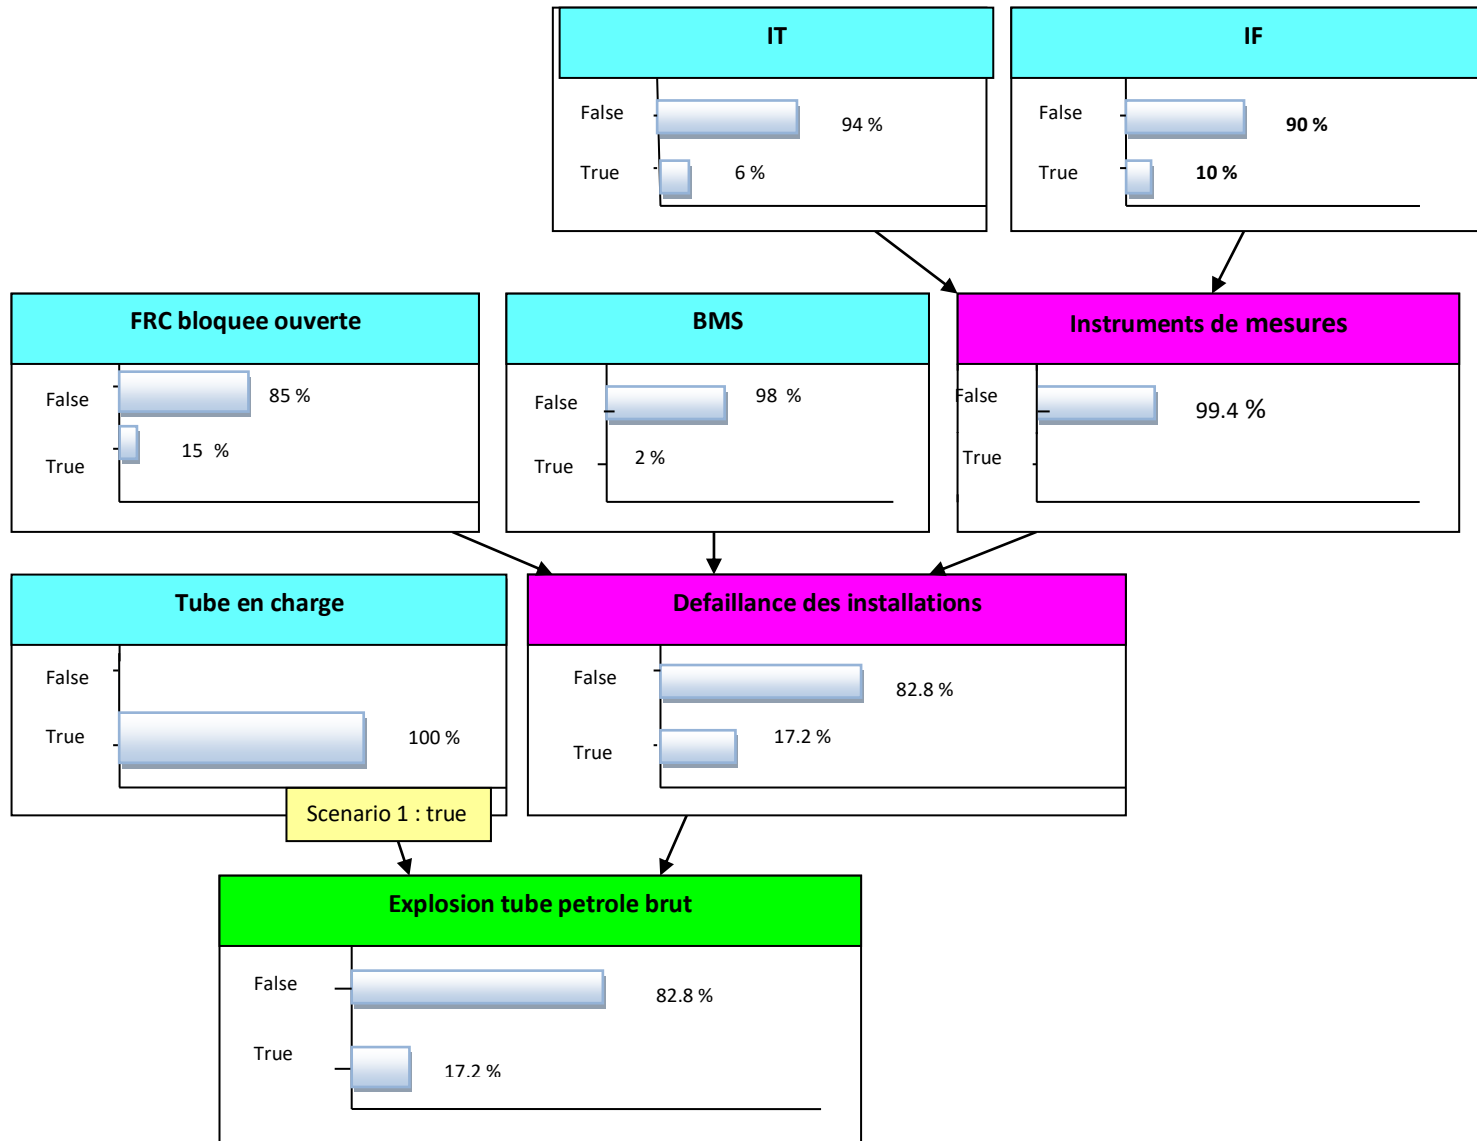 IT
False
94 %
True
6 %
IF
False
90 %
True
10 %
FRC bloquee ouverte
False
85 %
True
15 %
BMS
False
98 %
True
2 %
Instruments de mesures
False
99.4 %
True
Tube en charge
False
True
100 %
Scenario 1 : true
Defaillance des installations
False
82.8 %
True
17.2 %
Explosion tube petrole brut
False
82.8 %
True
17.2 %